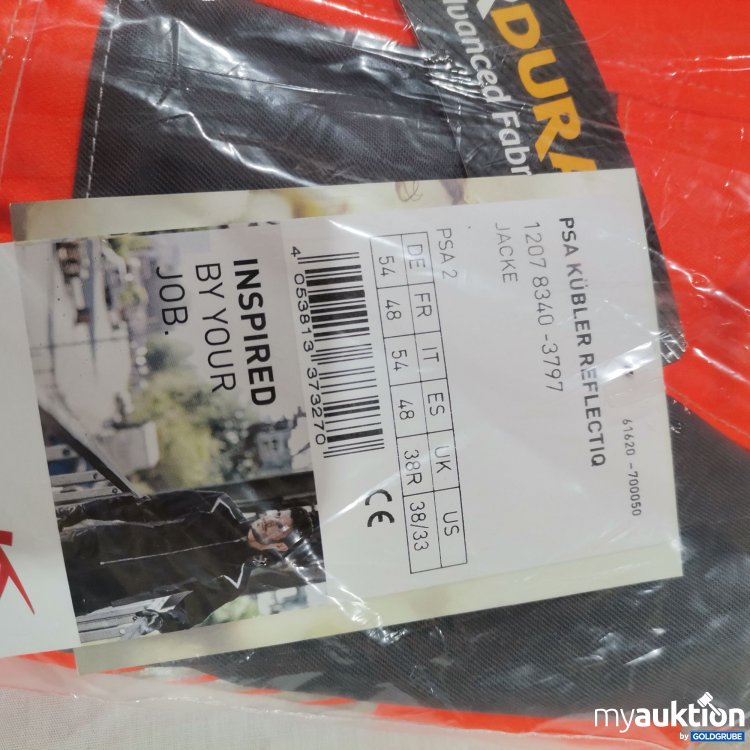 DURA
dvanced Fabr
61620-700050
PSA KÜBLER REFLECTIQ
1207 8340-3797
JACKE
PSA 2
DE FR IT ES UK US
54 48 54 48 38R 38/33
CE
4 053813 373270
INSPIRED
BY YOUR
JOB.
myauktion
by GOLDGRUBE